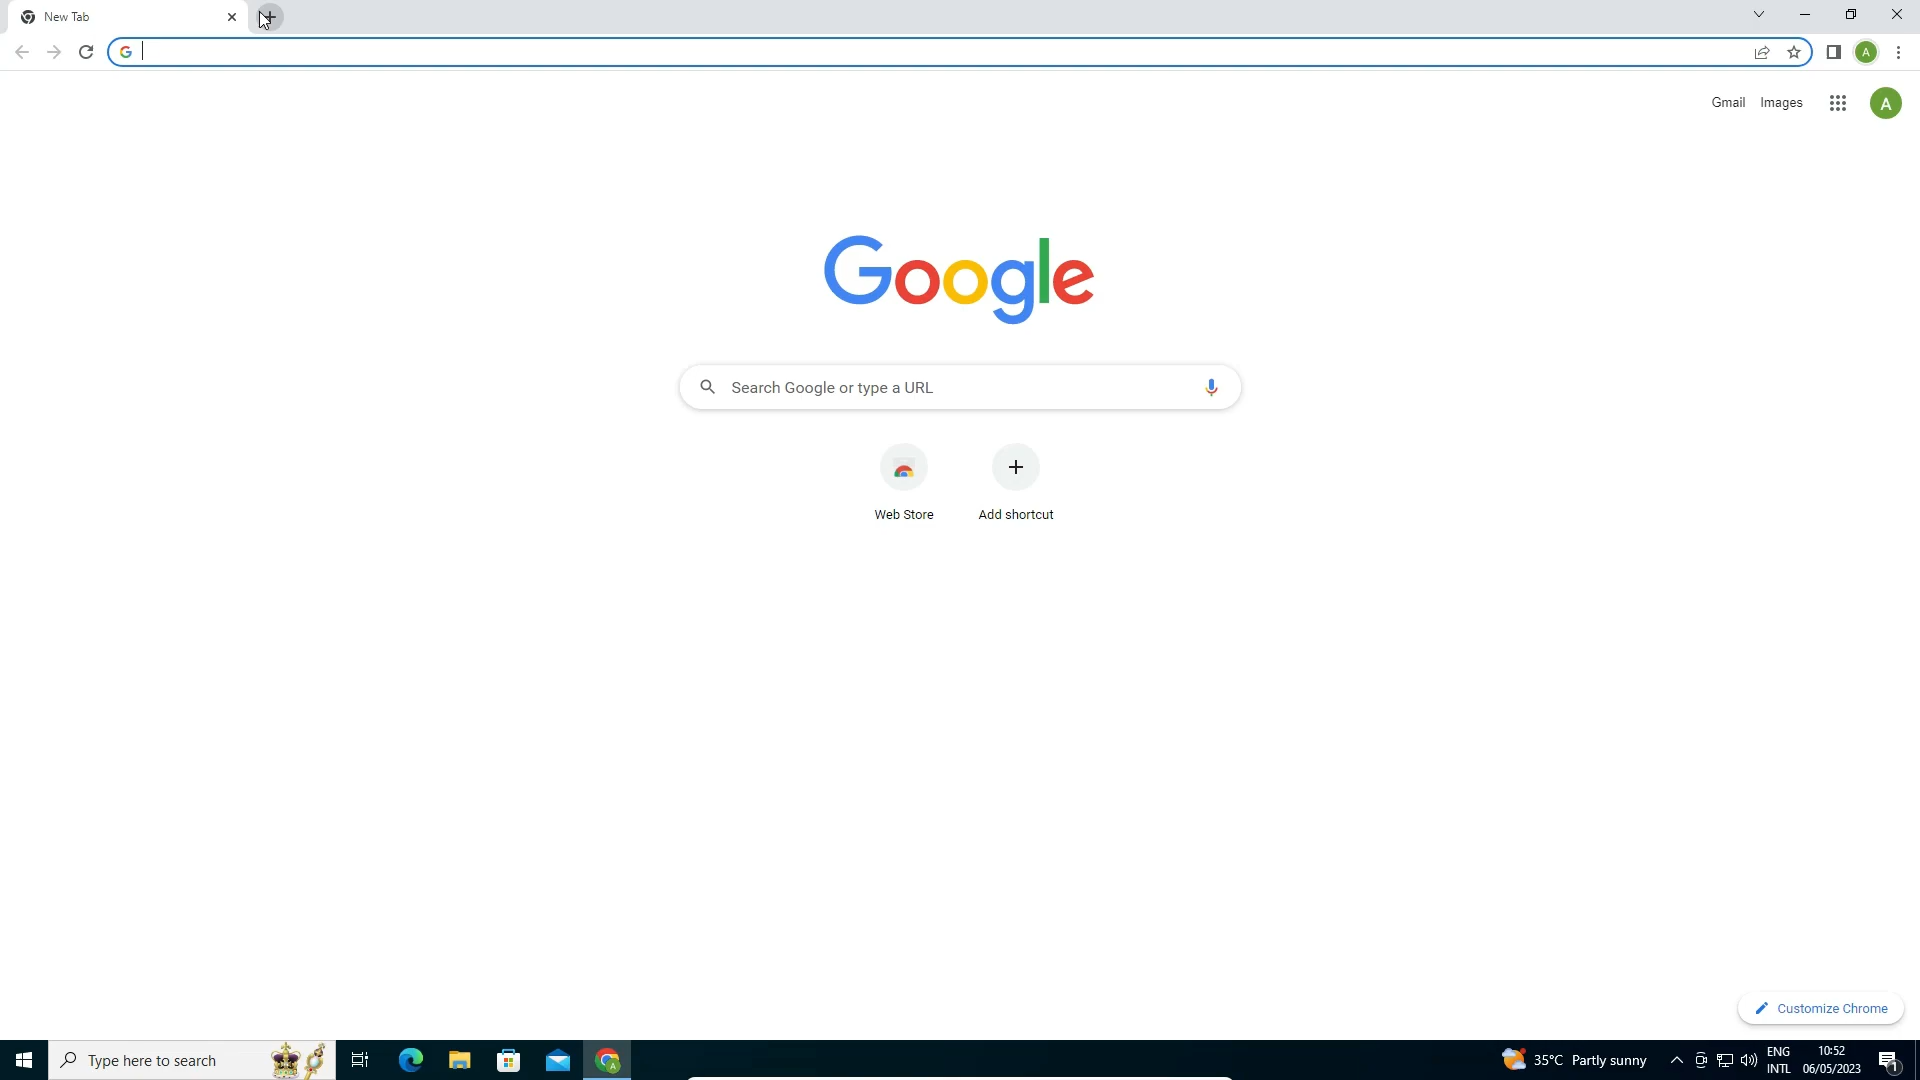 New Tab
Gmail Images
A
A
Google
Search Google or type a URL
Web Store
Add shortcut
Customize Chrome
Type here to search
35°C Partly sunny
ENG
INTL
10:52
06/05/2023
1